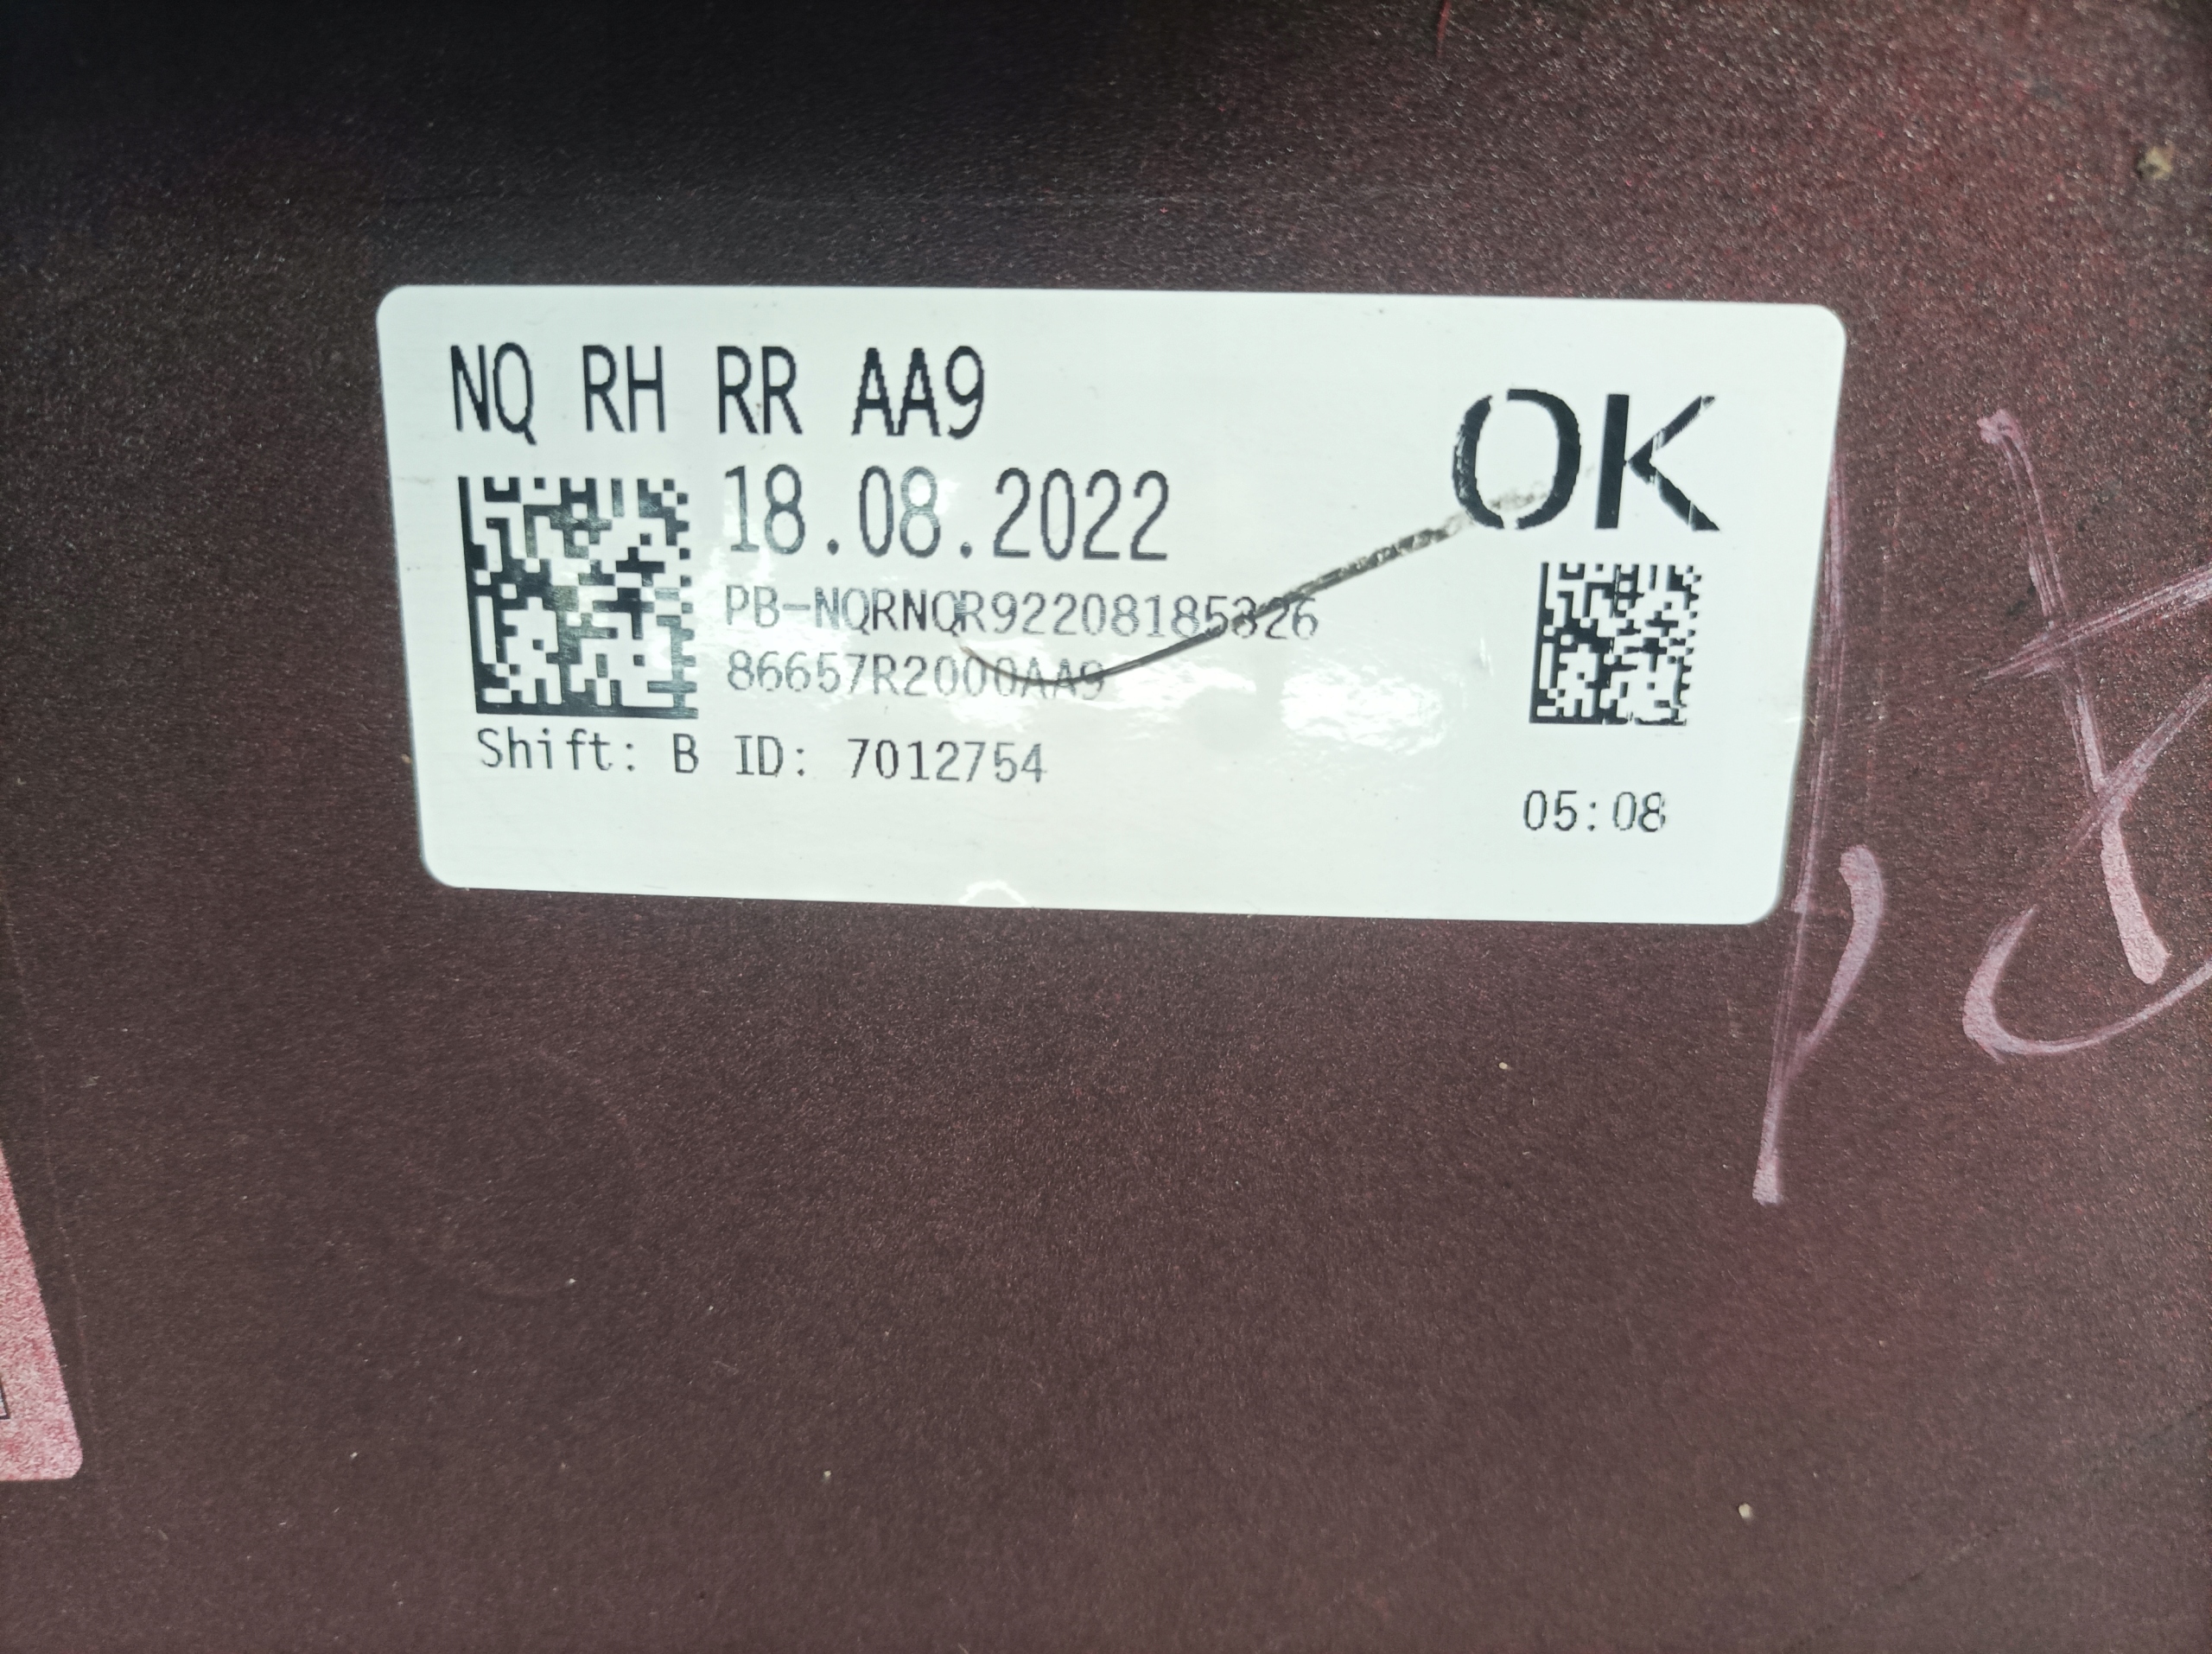 NQ RH RR AA9
OK
18.08.2022
PB-NQRNQR92208185326
86657R2000AA9
Shift: B ID: 7012754
05:08